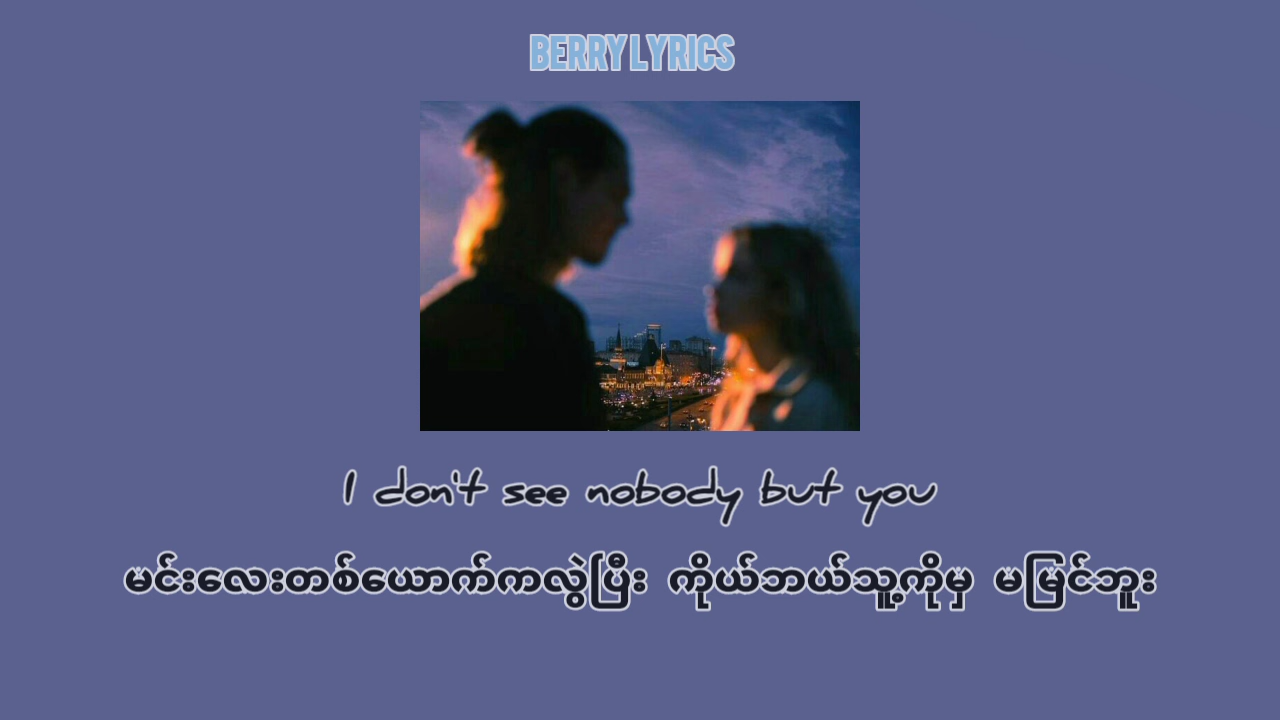 BERRY LYRICS
I don't see nobody but you
မင်းလေးတစ်ယောက်ကလွဲပြီး ကိုယ်ဘယ်သူ့ကိုမှ မမြင်ဘူး